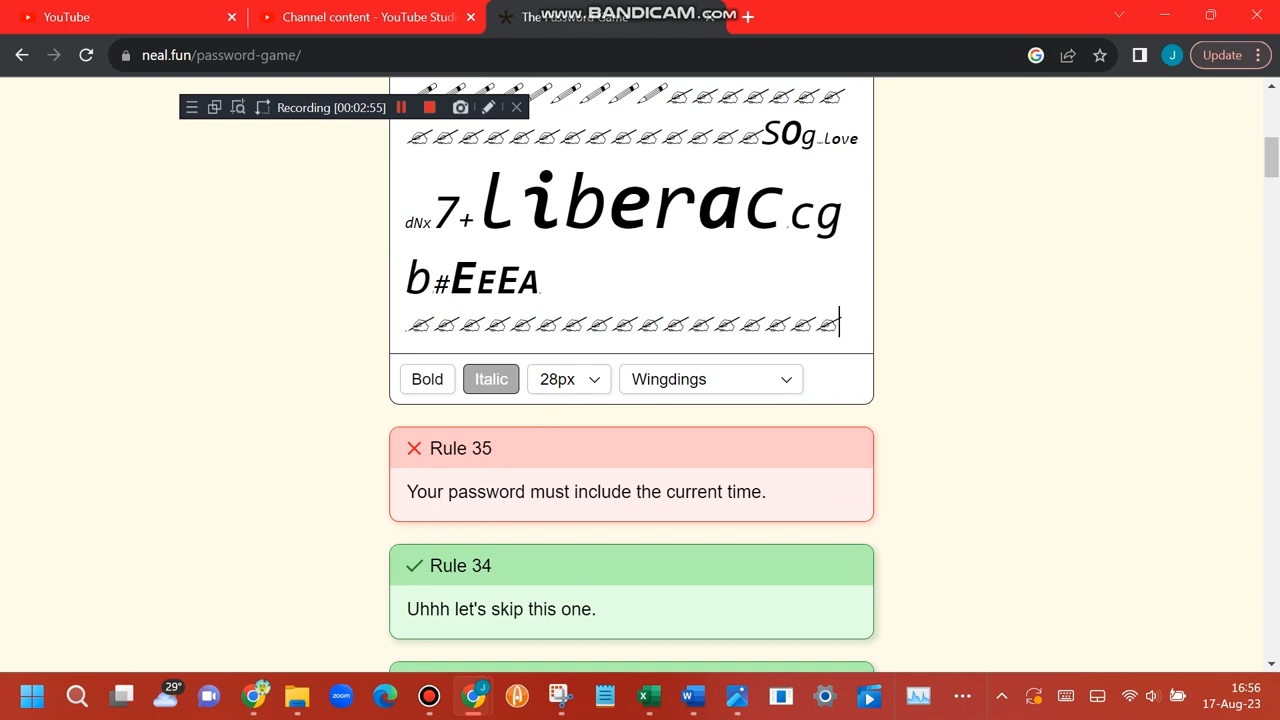 YouTube
Channel content - YouTube Studi
WWW.BANDICAM.COM
neal.fun/password-game/
Update
J
Recording [00:02:55]
SOg love
dNx7+liberac.cg
b#EEEA
Bold
Italic
28px
Wingdings
Rule 35
Your password must include the current time.
Rule 34
Uhhh let's skip this one.
29°
zoom
16:56
17-Aug-23